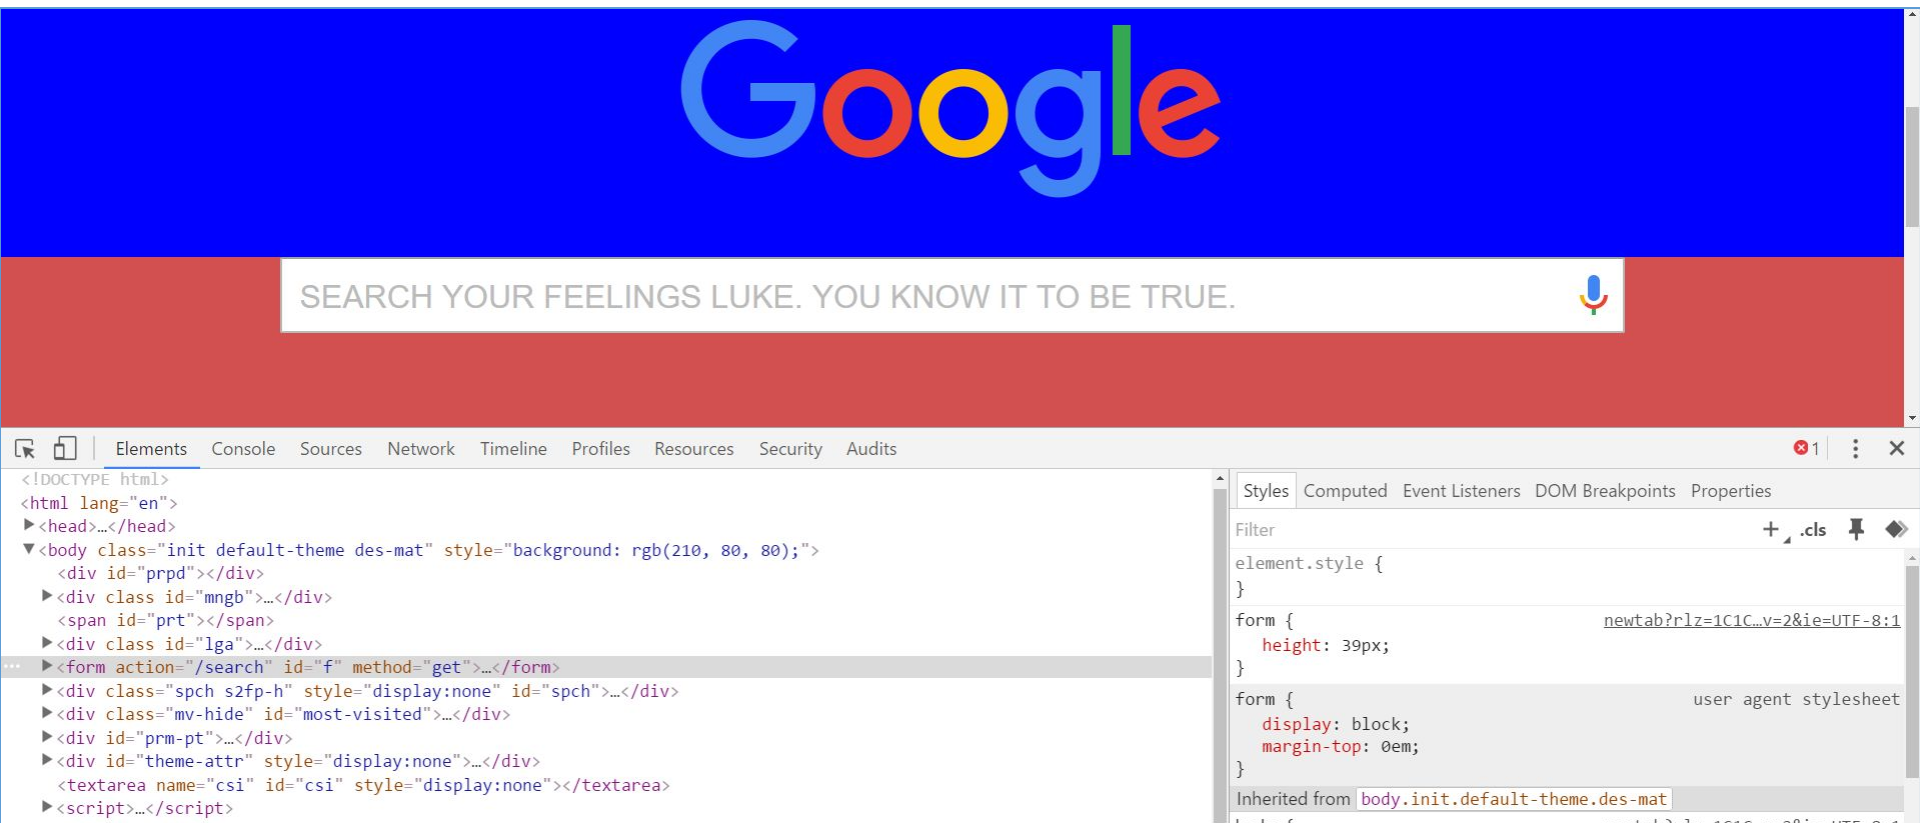 Google
SEARCH YOUR FEELINGS LUKE. YOU KNOW IT TO BE TRUE.
Elements Console Sources Network Timeline Profiles Resources Security Audits 1
<!DOCTYPE html>
<html lang="en">
<head>…</head>
<body class="init default-theme des-mat" style="background: rgb(210, 80, 80);">
<div id="prpd"></div>
<div class id="mngb">…</div>
<span id="prt"></span>
<div class id="lga">…</div>
<form action="/search" id="f" method="get">…</form>
<div class="spch s2fp-h" style="display:none" id="spch">…</div>
<div class="mv-hide" id="most-visited">…</div>
<div id="prm-pt">…</div>
<div id="theme-attr" style="display:none">…</div>
<textarea name="csi" id="csi" style="display:none"></textarea>
<script>…</script>
Styles Computed Event Listeners DOM Breakpoints Properties
Filter .cls
element.style {
}
form { newtab?rlz=1C1C…v=2&ie=UTF-8:1
height: 39px;
}
form { user agent stylesheet
display: block;
margin-top: 0em;
}
Inherited from body.init.default-theme.des-mat